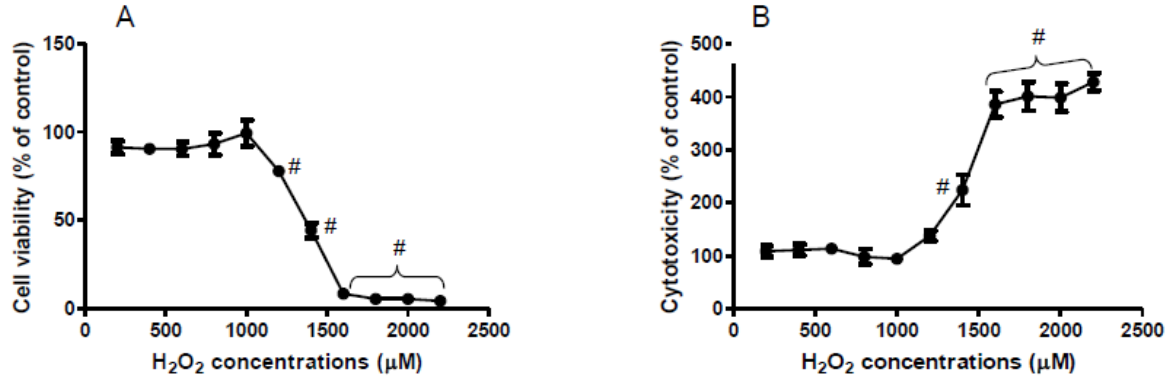 A
Cell viability (% of control)
150
100
50
0
#
#
#
0 500 1000 1500 2000 2500
H₂O₂ concentrations (μM)
B
Cytotoxicity (% of control)
500
400
300
200
100
0
#
#
0 500 1000 1500 2000 2500
H₂O₂ concentrations (μM)